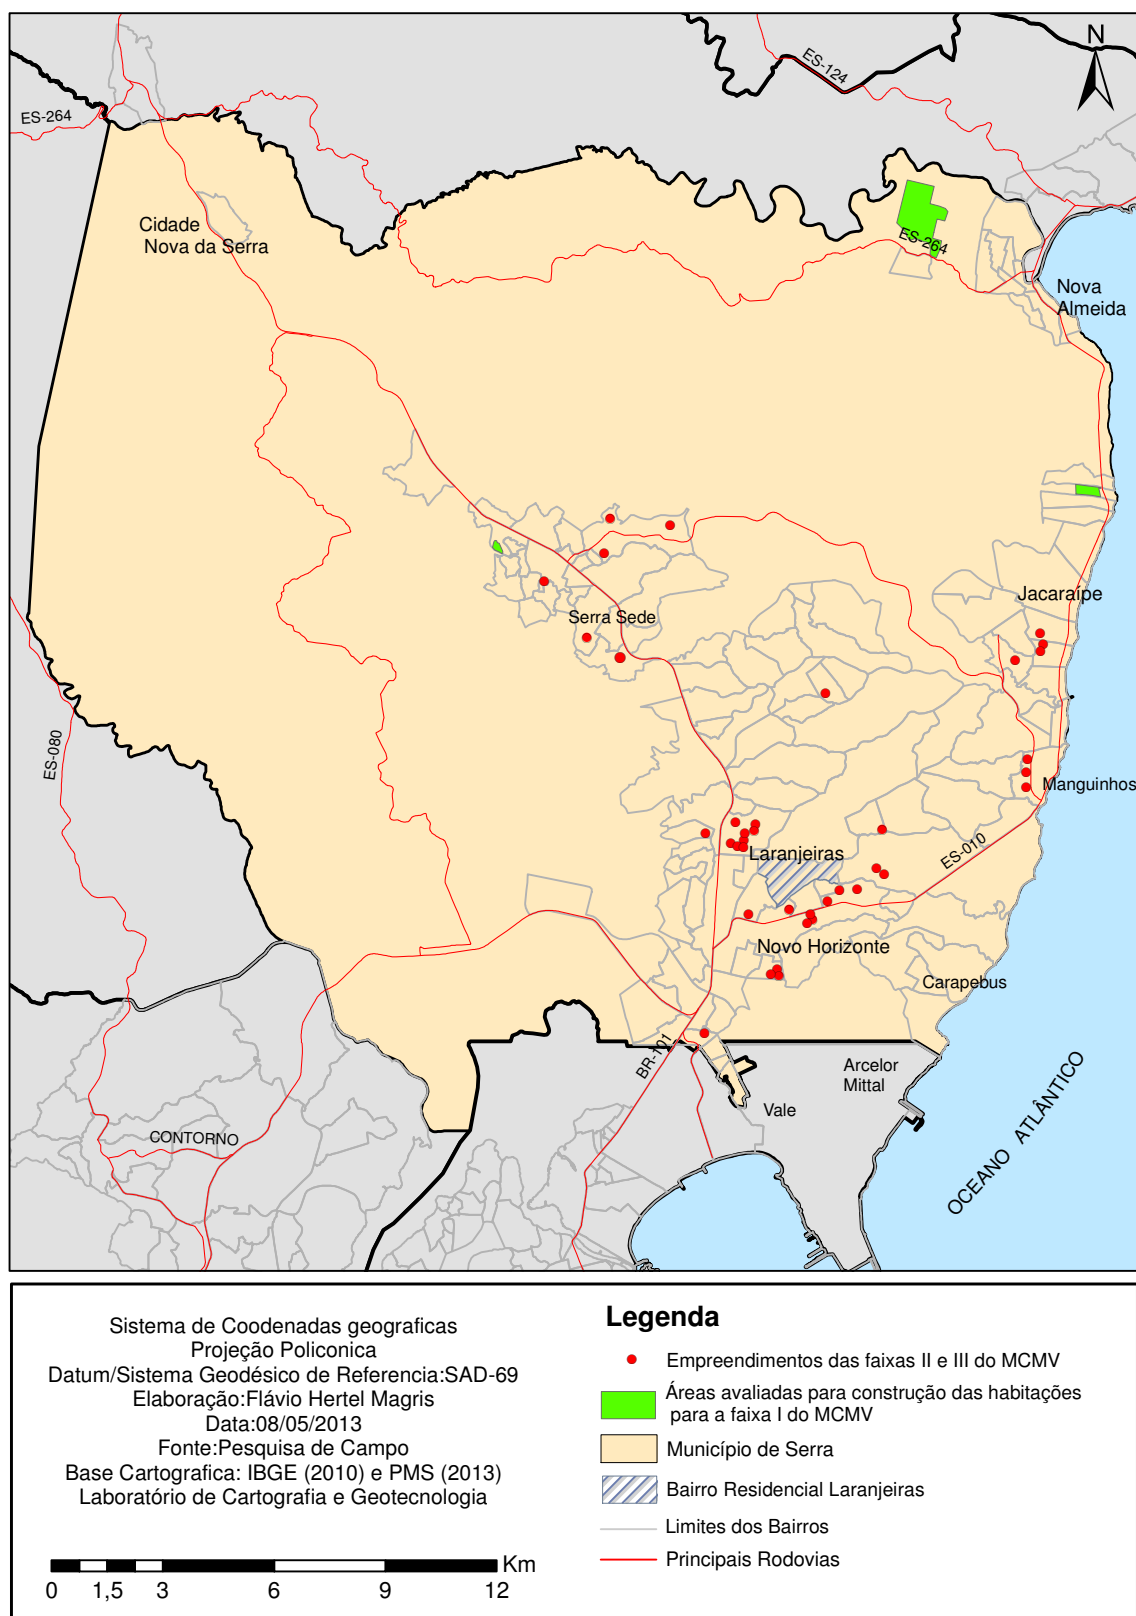 N
ES-124
ES-264
Cidade
Nova da Serra
ES-264
Nova
Almeida
Jacaraípe
Serra Sede
ES-080
Manguinhos
ES-010
Laranjeiras
Novo Horizonte
Carapebus
BR-101
Arcelor
Mittal
Vale
CONTORNO
OCEANO ATLÂNTICO
Sistema de Coodenadas geograficas
Projeção Policonica
Datum/Sistema Geodésico de Referencia:SAD-69
Elaboração:Flávio Hertel Magris
Data:08/05/2013
Fonte:Pesquisa de Campo
Base Cartografica: IBGE (2010) e PMS (2013)
Laboratório de Cartografia e Geotecnologia
Km
0 1,5 3 6 9 12
Legenda
Empreendimentos das faixas II e III do MCMV
Áreas avaliadas para construção das habitações
para a faixa I do MCMV
Município de Serra
Bairro Residencial Laranjeiras
Limites dos Bairros
Principais Rodovias